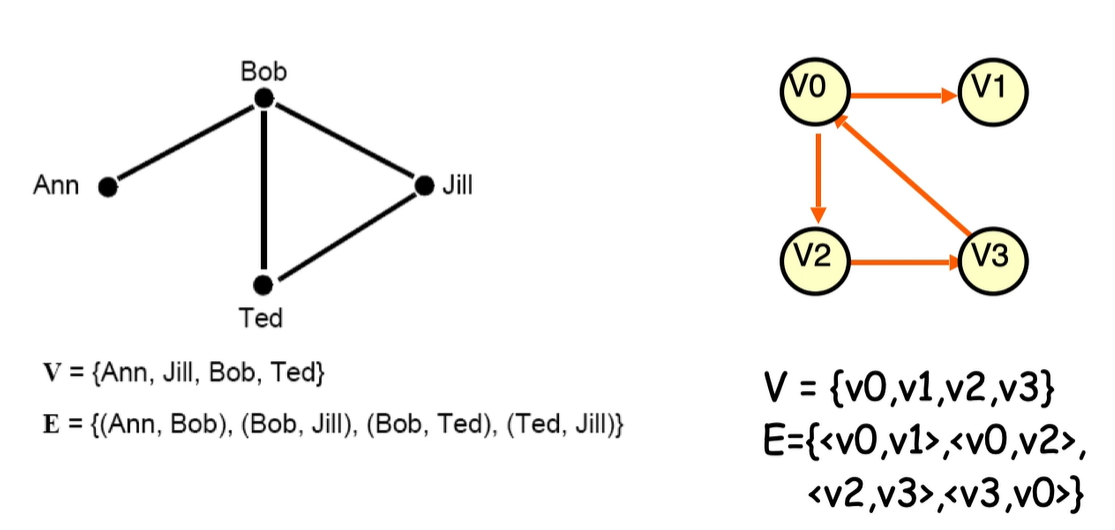 Bob
Ann
Jill
Ted
V = {Ann, Jill, Bob, Ted}
E = {(Ann, Bob), (Bob, Jill), (Bob, Ted), (Ted, Jill)}
V0
V1
V2
V3
V = {v0,v1,v2,v3}
E={<v0,v1>,<v0,v2>,
<v2,v3>,<v3,v0>}